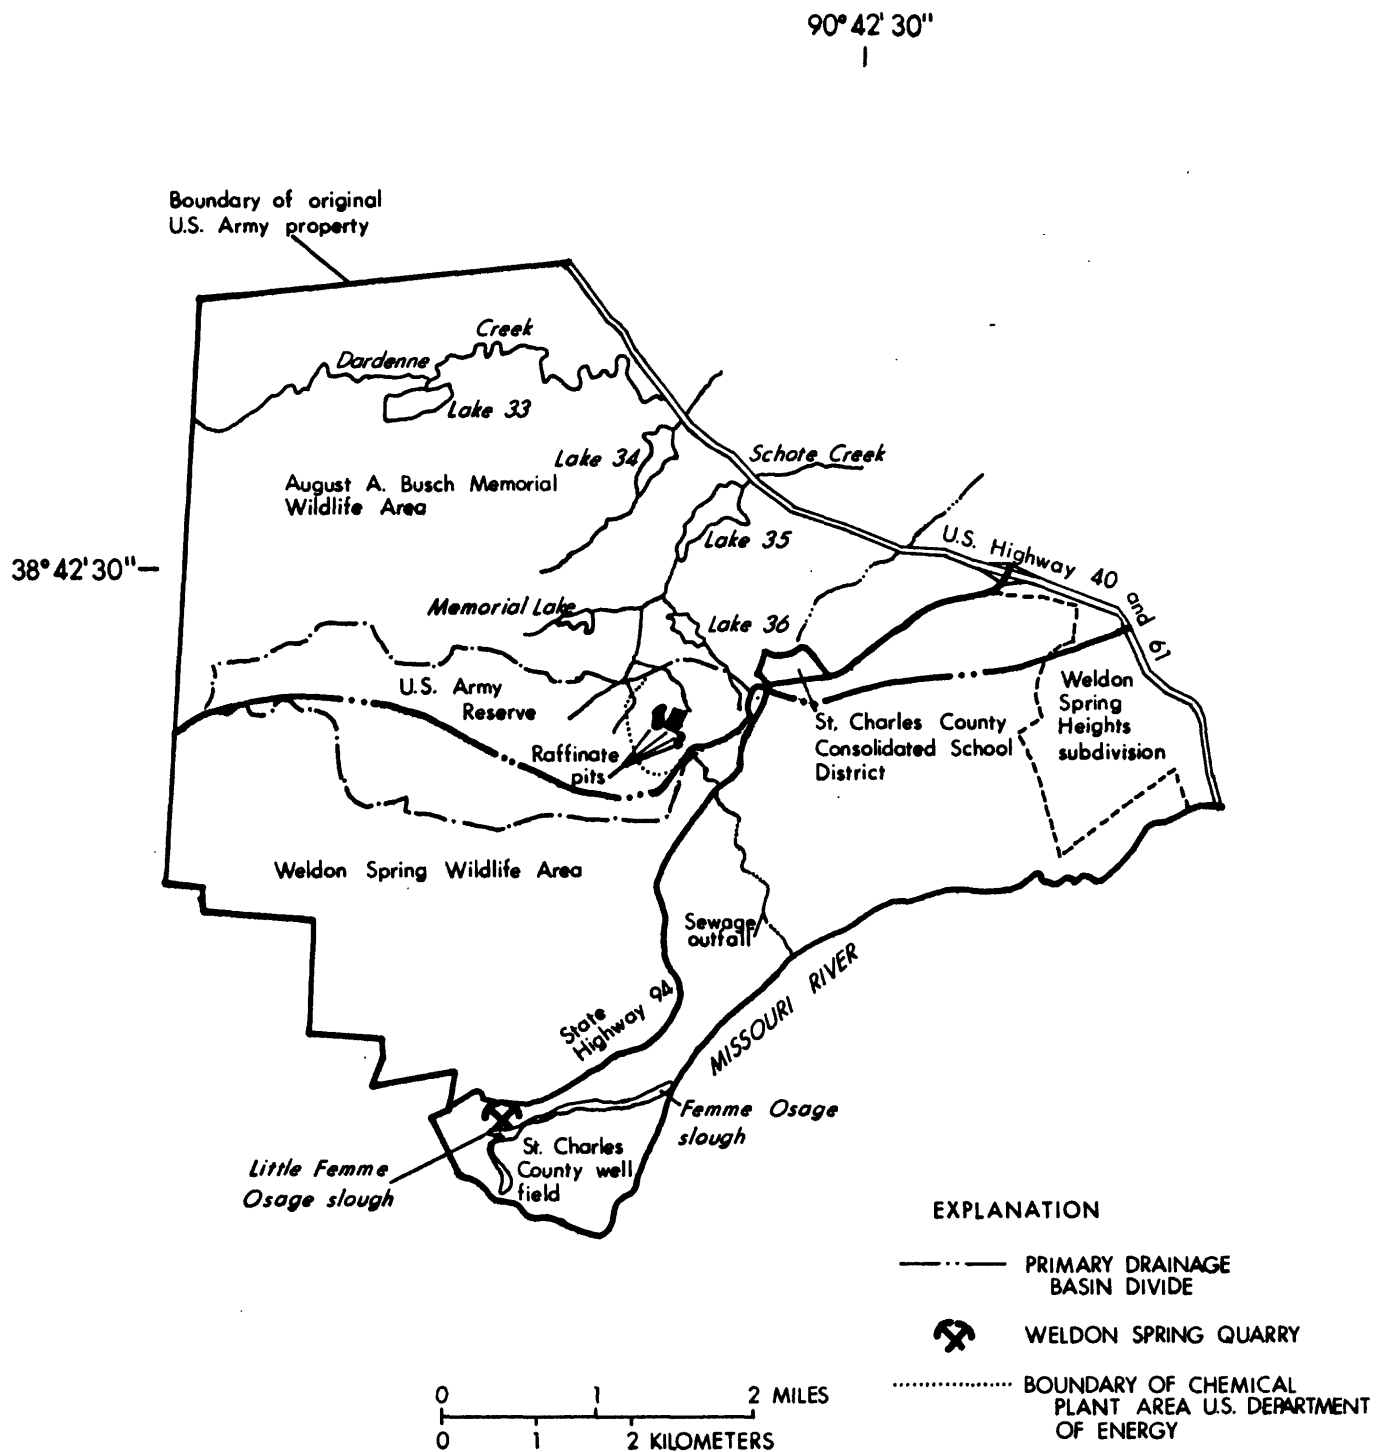 90°42'30"
Boundary of original
U.S. Army property
Creek
Dardenne
Lake 33
Lake 34
Schote Creek
August A. Busch Memorial
Wildlife Area
Lake 35
U.S. Highway 40 and 61
38°42'30"
Memorial Lake
Lake 36
U.S. Army
Reserve
Weldon
Spring
Heights
subdivision
St. Charles County
Consolidated School
District
Raffinate
pits
Weldon Spring Wildlife Area
Sewage
outfall
State
Highway 94
MISSOURI RIVER
Femme Osage
slough
St. Charles
County well
field
Little Femme
Osage slough
EXPLANATION
PRIMARY DRAINAGE
BASIN DIVIDE
WELDON SPRING QUARRY
BOUNDARY OF CHEMICAL
PLANT AREA U.S. DEPARTMENT
OF ENERGY
0 1 2 MILES
0 1 2 KILOMETERS